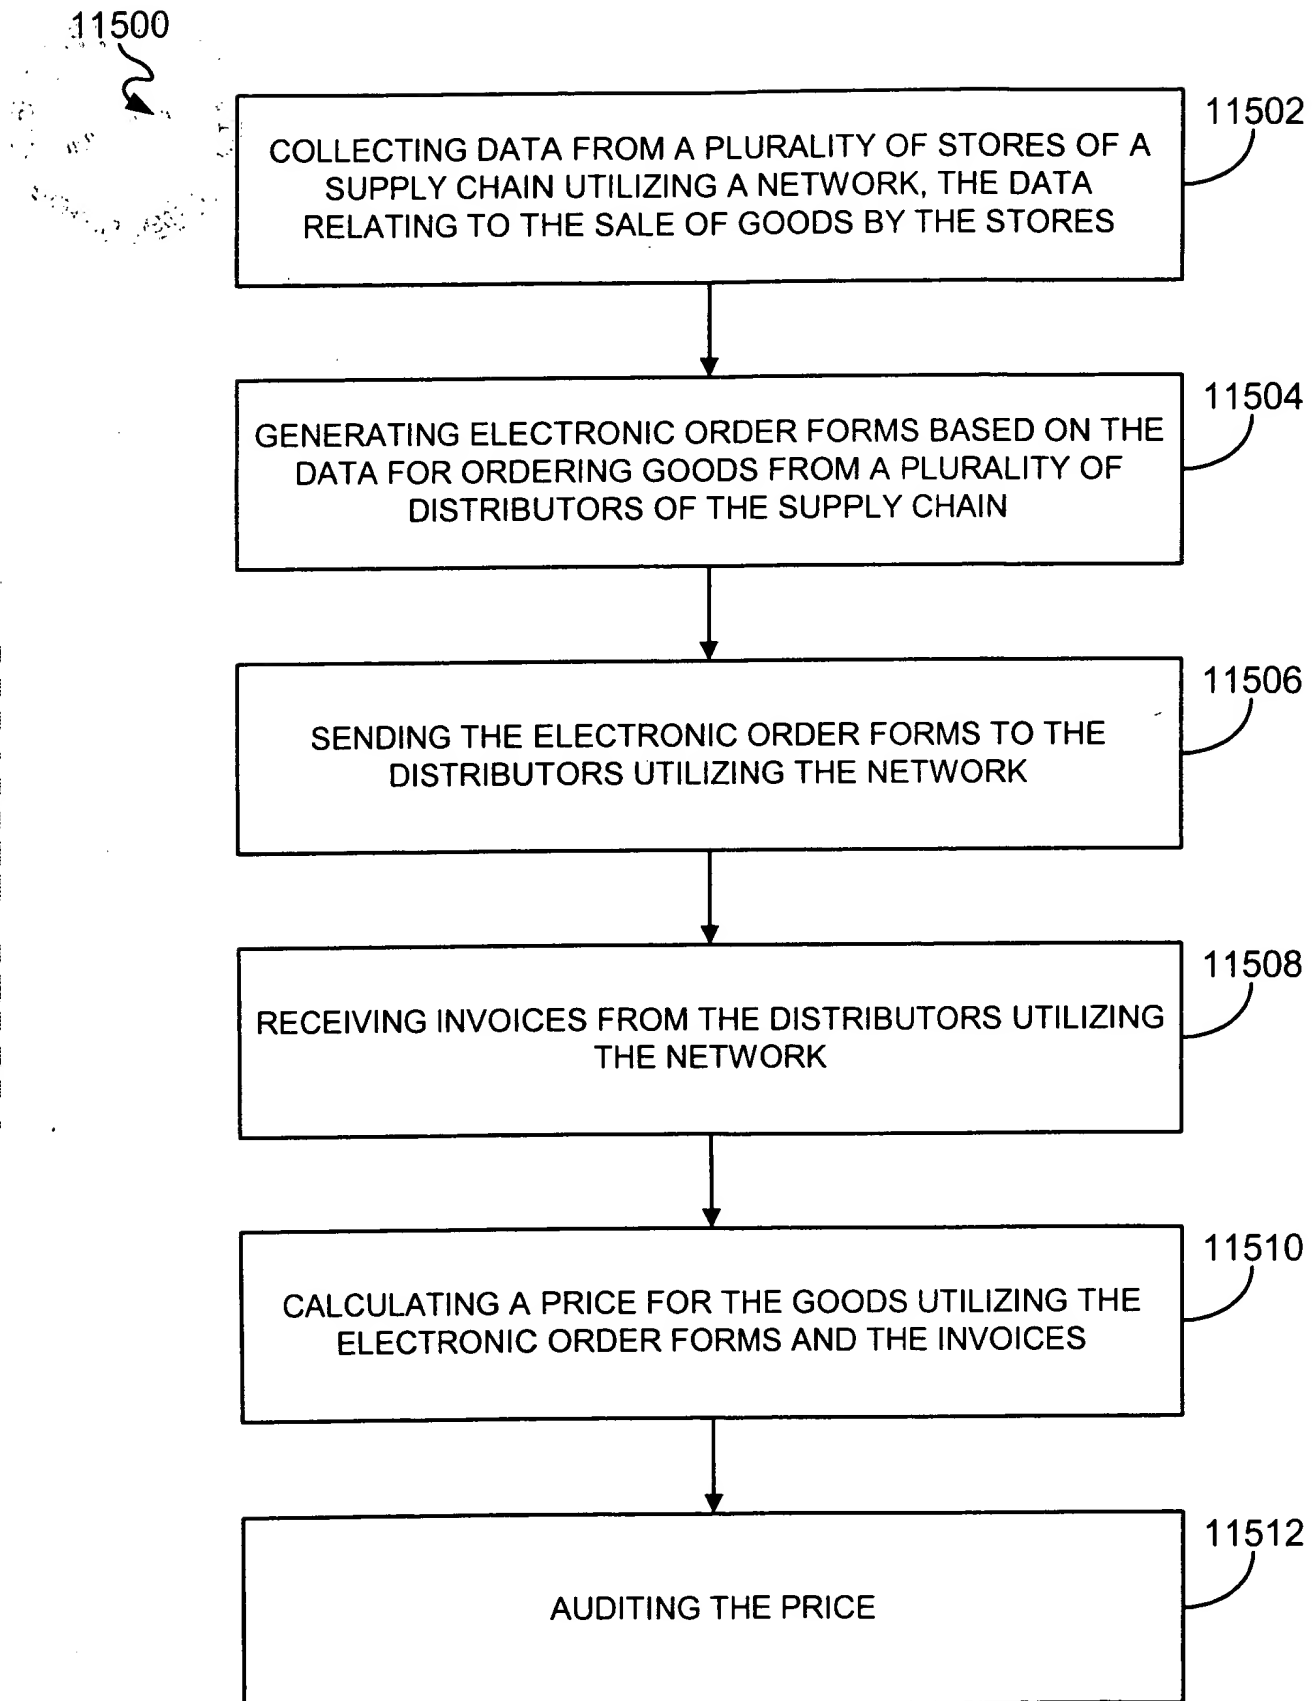 11500
11502
COLLECTING DATA FROM A PLURALITY OF STORES OF A
SUPPLY CHAIN UTILIZING A NETWORK, THE DATA
RELATING TO THE SALE OF GOODS BY THE STORES
11504
GENERATING ELECTRONIC ORDER FORMS BASED ON THE
DATA FOR ORDERING GOODS FROM A PLURALITY OF
DISTRIBUTORS OF THE SUPPLY CHAIN
11506
SENDING THE ELECTRONIC ORDER FORMS TO THE
DISTRIBUTORS UTILIZING THE NETWORK
11508
RECEIVING INVOICES FROM THE DISTRIBUTORS UTILIZING
THE NETWORK
11510
CALCULATING A PRICE FOR THE GOODS UTILIZING THE
ELECTRONIC ORDER FORMS AND THE INVOICES
11512
AUDITING THE PRICE